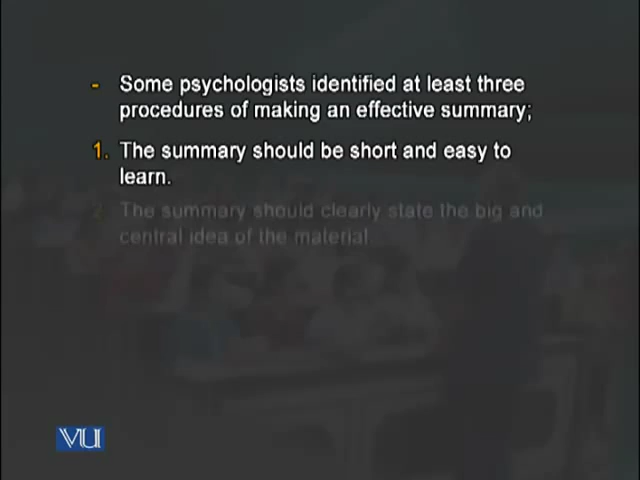 - Some psychologists identified at least three
procedures of making an effective summary;
1. The summary should be short and easy to
learn.
2. The summary should clearly state the big and
central idea of the material.
VU